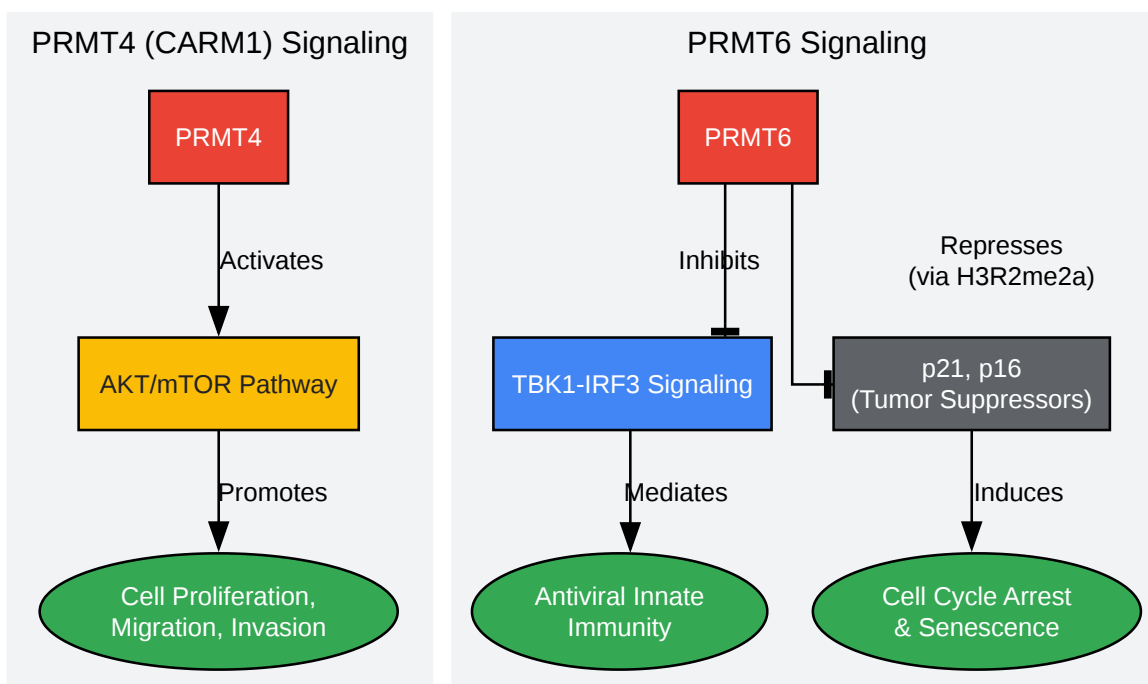 PRMT4 (CARM1) Signaling
PRMT4
Activates
AKT/mTOR Pathway
Promotes
Cell Proliferation,
Migration, Invasion
PRMT6 Signaling
PRMT6
Inhibits
Represses
(via H3R2me2a)
TBK1-IRF3 Signaling
p21, p16
(Tumor Suppressors)
Mediates
Induces
Antiviral Innate
Immunity
Cell Cycle Arrest
& Senescence